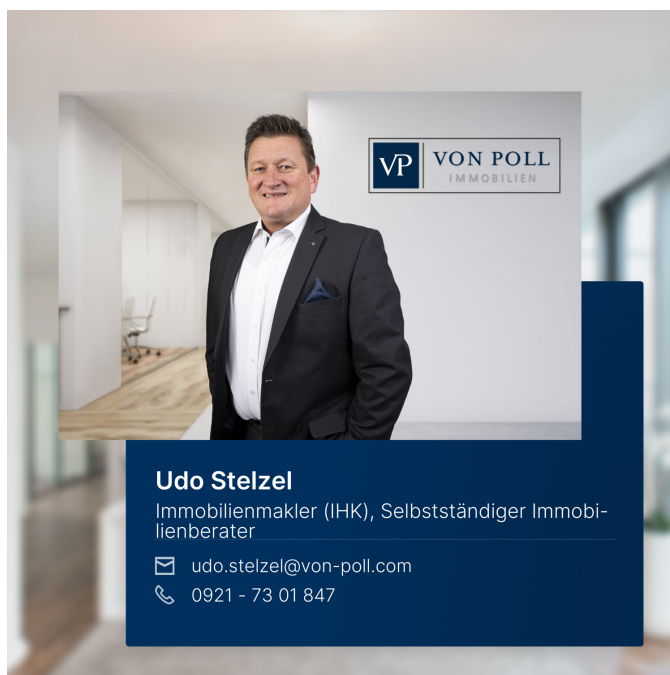 VP VON POLL
IMMOBILIEN
Udo Stelzel
Immobilienmakler (IHK), Selbstständiger Immobi-
lienberater
udo.stelzel@von-poll.com
0921 - 73 01 847